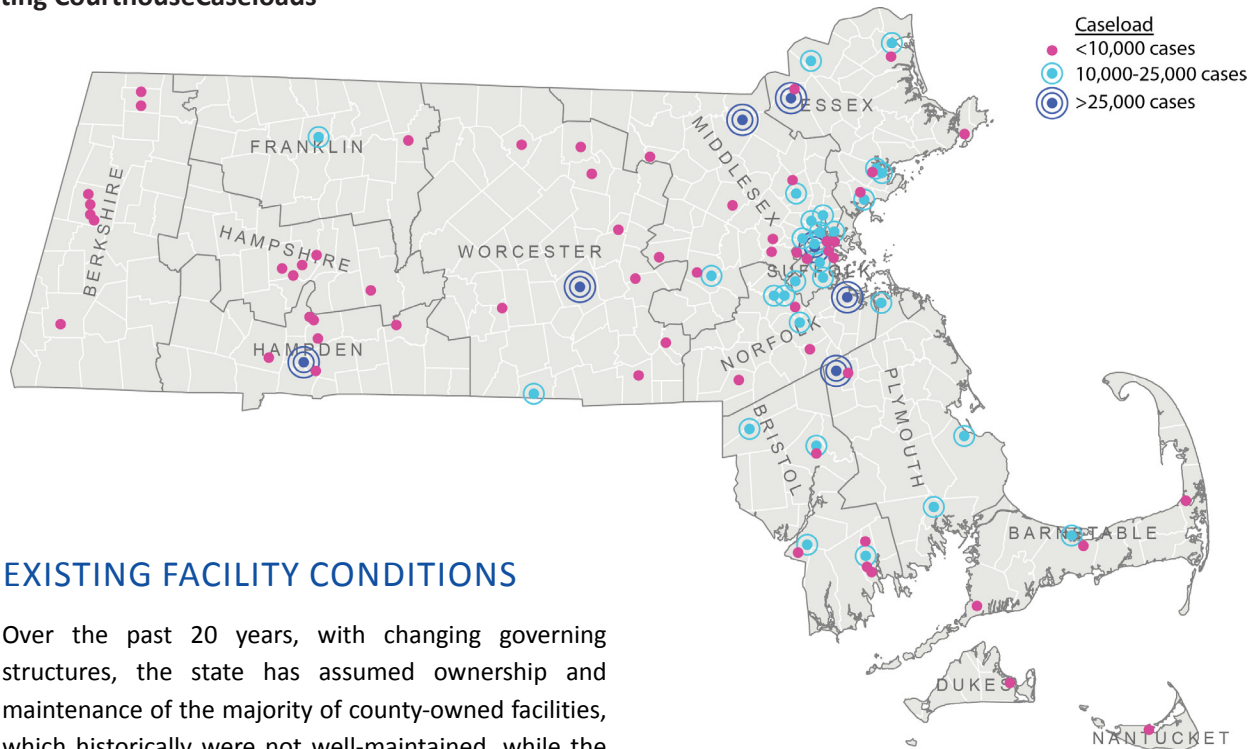 ting CourthouseCaseloads
Caseload
<10,000 cases
10,000-25,000 cases
>25,000 cases
ESSEX
MIDDLESEX
FRANKLIN
BERKSHIRE
HAMPSHIRE
WORCESTER
SUFFOLK
HAMPDEN
NORFOLK
PLYMOUTH
BRISTOL
BARNSTABLE
DUKES
NANTUCKET
EXISTING FACILITY CONDITIONS
Over the past 20 years, with changing governing
structures, the state has assumed ownership and
maintenance of the majority of county-owned facilities,
which historically were not well-maintained, while the